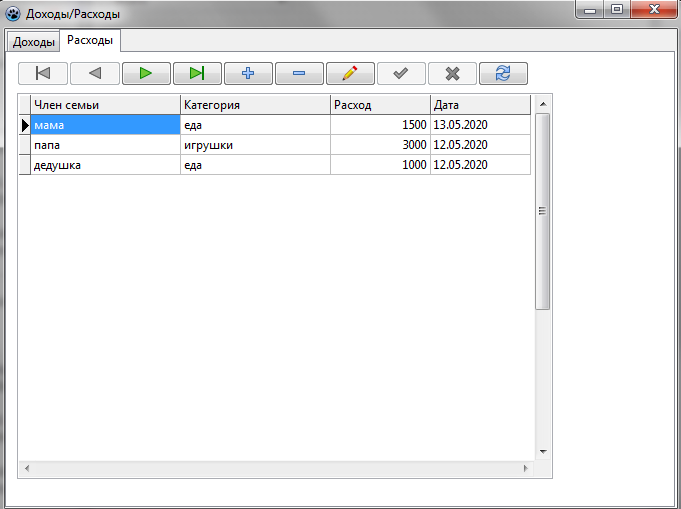 Доходы/Расходы
Доходы Расходы
Член семьи Категория Расход Дата
мама еда 1500 13.05.2020
папа игрушки 3000 12.05.2020
дедушка еда 1000 12.05.2020